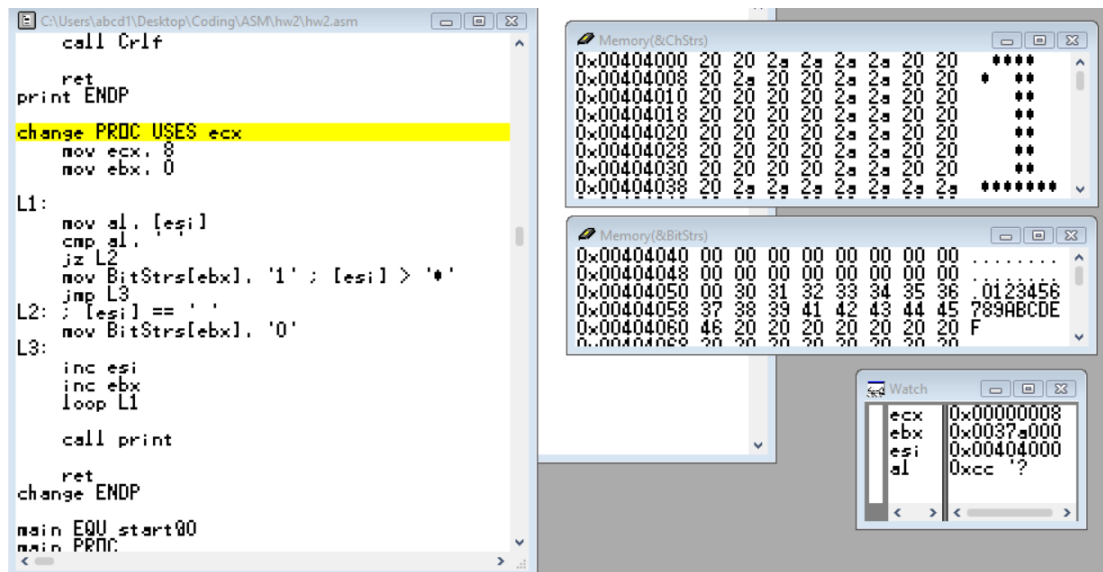 C:\Users\abcd1\Desktop\Coding\ASM\hw2\hw2.asm
call Crlf
ret
print ENDP
change PROC USES ecx
mov ecx, 8
mov ebx, 0
L1:
mov al, [esi]
cmp al, ' '
jz L2
mov BitStrs[ebx], '1' ; [esi] > '♦'
jmp L3
L2: ; [esi] == ' '
mov BitStrs[ebx], '0'
L3:
inc esi
inc ebx
loop L1
call print
ret
change ENDP
main EQU start@0
main PROC
Memory(&ChStrs)
0x00404000 20 20 2a 2a 2a 2a 20 20 ♦♦♦♦
0x00404008 20 2a 20 20 2a 2a 20 20 ♦ ♦♦
0x00404010 20 20 20 20 2a 2a 20 20 ♦♦
0x00404018 20 20 20 20 2a 2a 20 20 ♦♦
0x00404020 20 20 20 20 2a 2a 20 20 ♦♦
0x00404028 20 20 20 20 2a 2a 20 20 ♦♦
0x00404030 20 20 20 20 2a 2a 20 20 ♦♦
0x00404038 20 2a 2a 2a 2a 2a 2a 2a ♦♦♦♦♦♦♦
Memory(&BitStrs)
0x00404040 00 00 00 00 00 00 00 00 ........
0x00404048 00 00 00 00 00 00 00 00 ........
0x00404050 00 30 31 32 33 34 35 36 .0123456
0x00404058 37 38 39 41 42 43 44 45 789ABCDE
0x00404060 46 20 20 20 20 20 20 20 F
0x00404068 20 20 20 20 20 20 20 20
Watch
ecx 0x00000008
ebx 0x0037a000
esi 0x00404000
al 0xcc '?